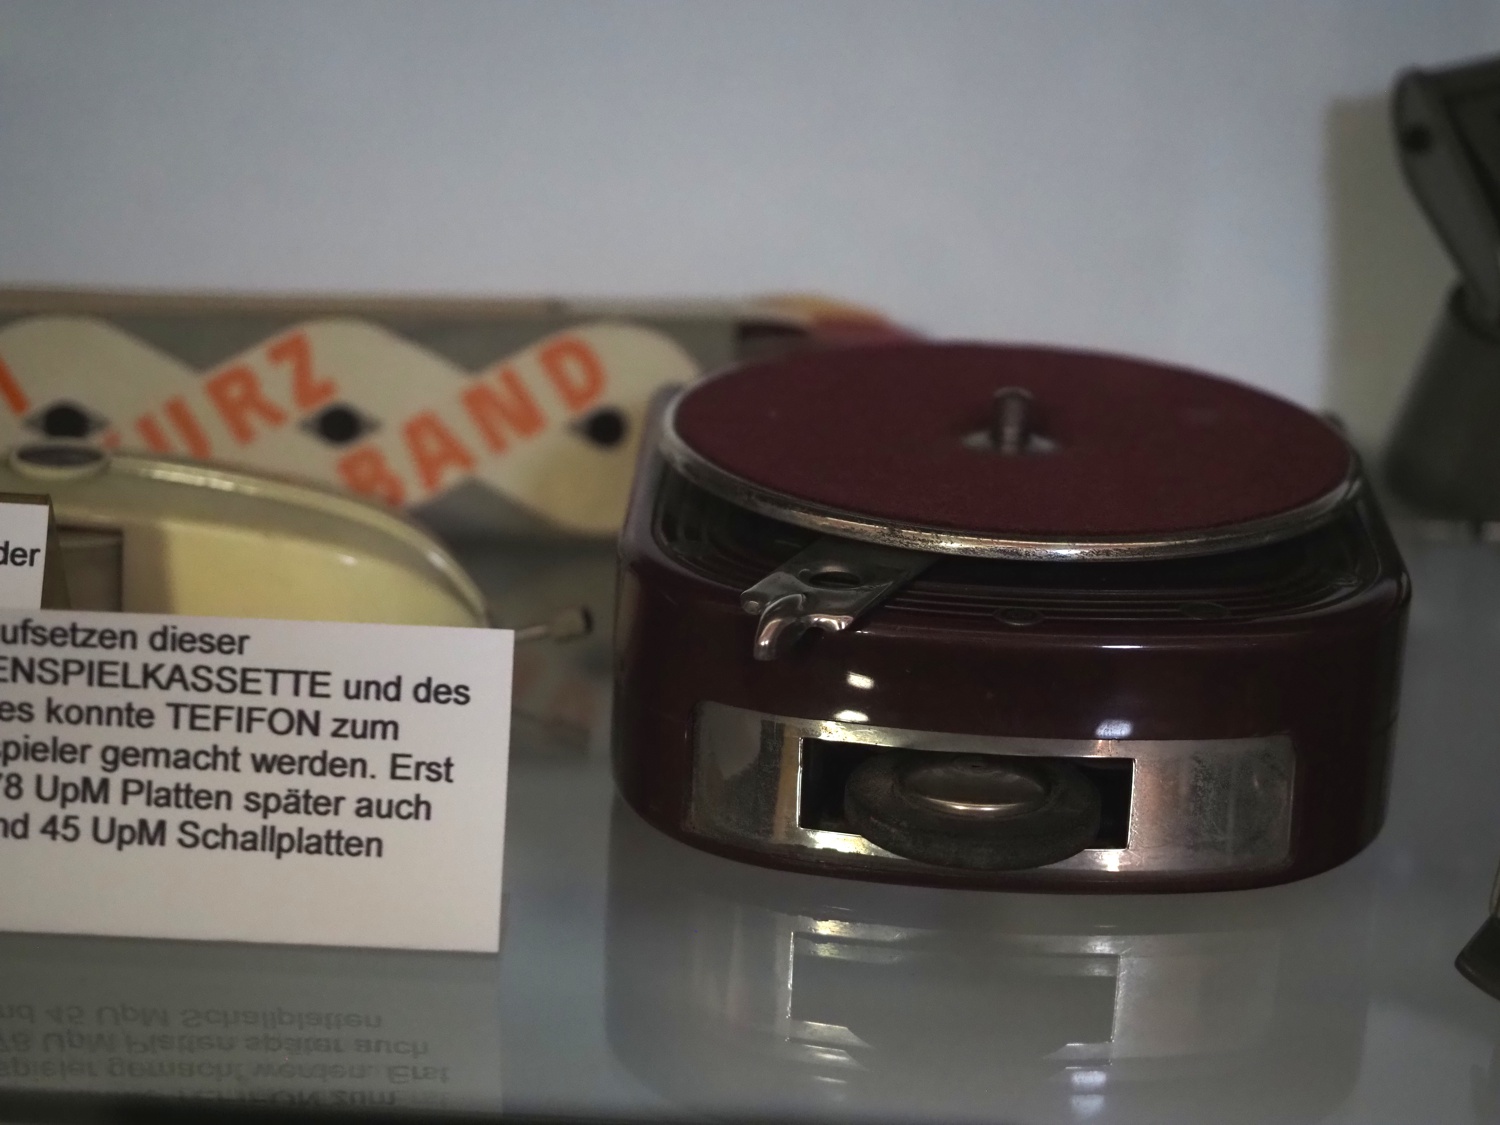 KURZ
BAND
der
ufsetzen dieser
ENSPIELKASSETTE und des
es konnte TEFIFON zum
spieler gemacht werden. Erst
78 UpM Platten später auch
nd 45 UpM Schallplatten